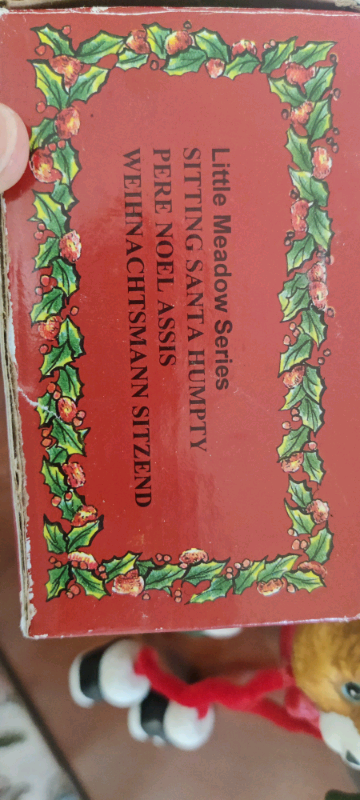 Little Meadow Series
SITTING SANTA HUMPTY
PERE NOEL ASSIS
WEIHNACHTSMANN SITZEND